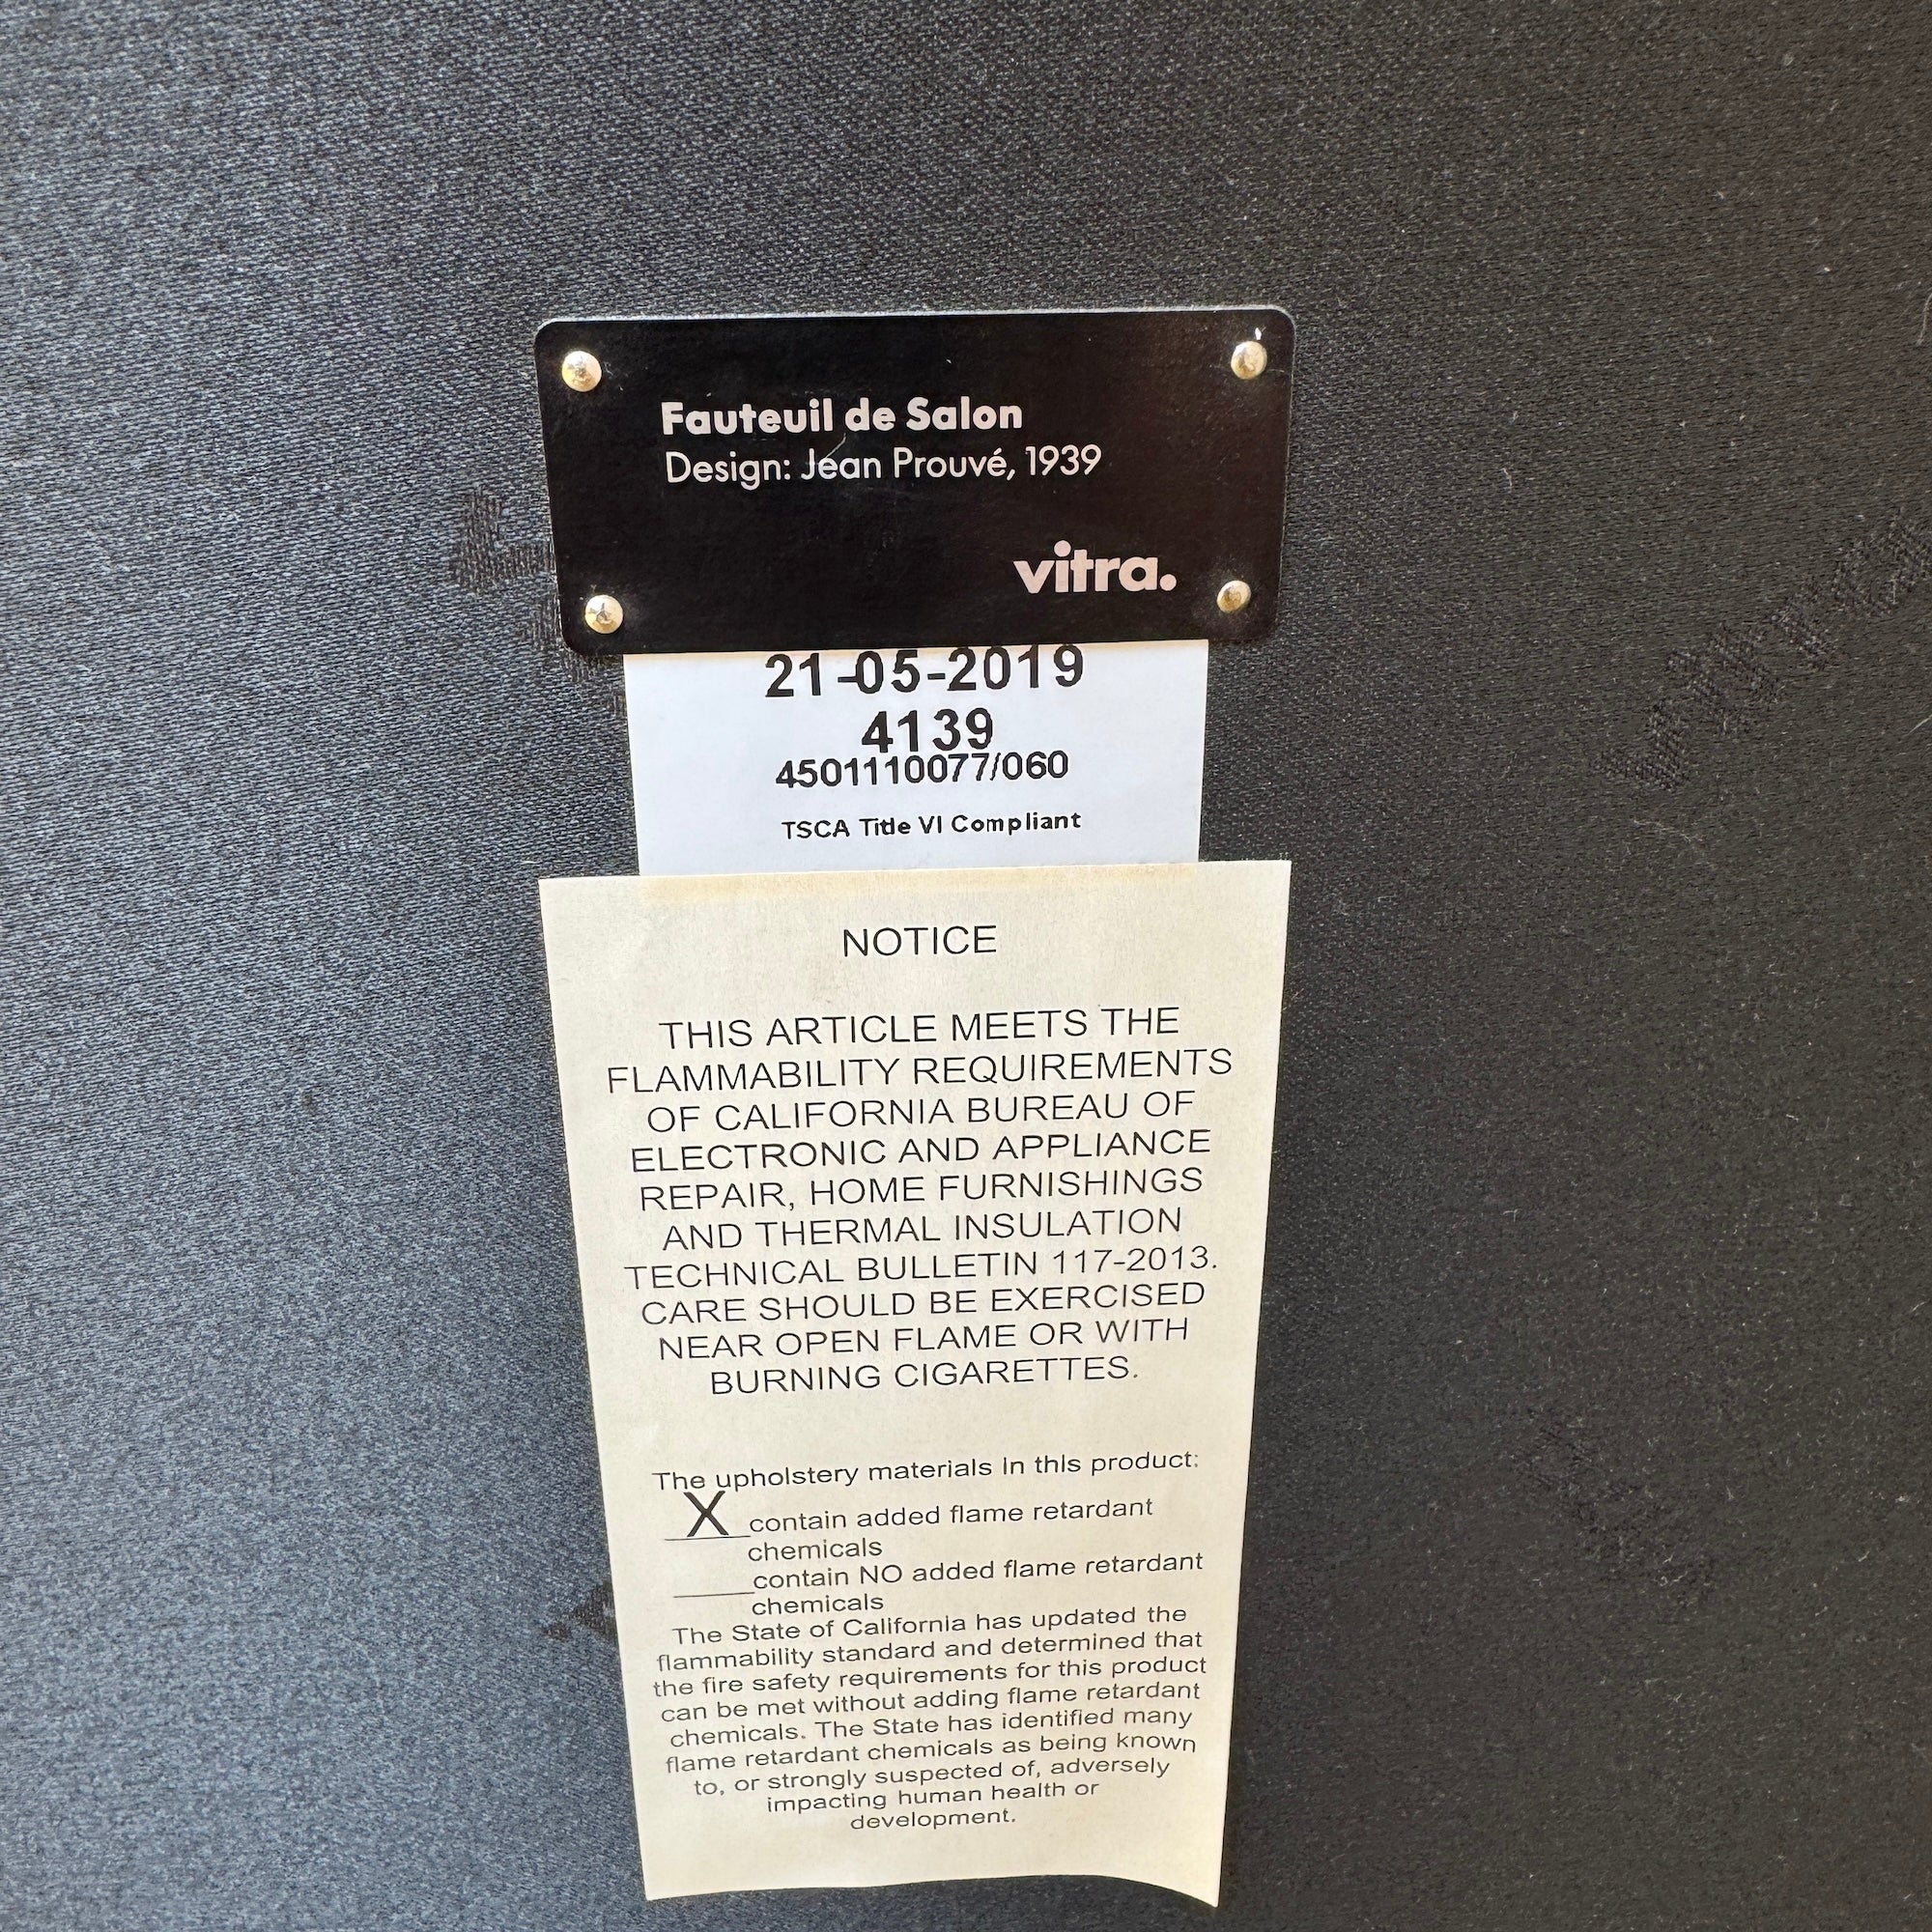 Fauteuil de Salon
Design: Jean Prouvé, 1939
vitra.
21-05-2019
4139
4501110077/060
TSCA Title VI Compliant
NOTICE
THIS ARTICLE MEETS THE
FLAMMABILITY REQUIREMENTS
OF CALIFORNIA BUREAU OF
ELECTRONIC AND APPLIANCE
REPAIR, HOME FURNISHINGS
AND THERMAL INSULATION
TECHNICAL BULLETIN 117-2013.
CARE SHOULD BE EXERCISED
NEAR OPEN FLAME OR WITH
BURNING CIGARETTES.
The upholstery materials in this product:
X contain added flame retardant
chemicals
____contain NO added flame retardant
chemicals
The State of California has updated the
flammability standard and determined that
the fire safety requirements for this product
can be met without adding flame retardant
chemicals. The State has identified many
flame retardant chemicals as being known
to, or strongly suspected of, adversely
impacting human health or
development.